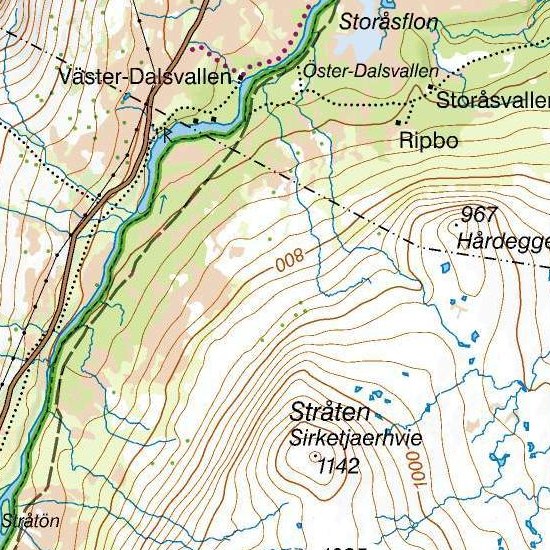 Storåsflon
Öster-Dalsvallen
Väster-Dalsvallen
Storåsvallen
Ripbo
967
Hårdegge
800
Stråten
Sirketjaerhvie
1142
1000
Stråtön